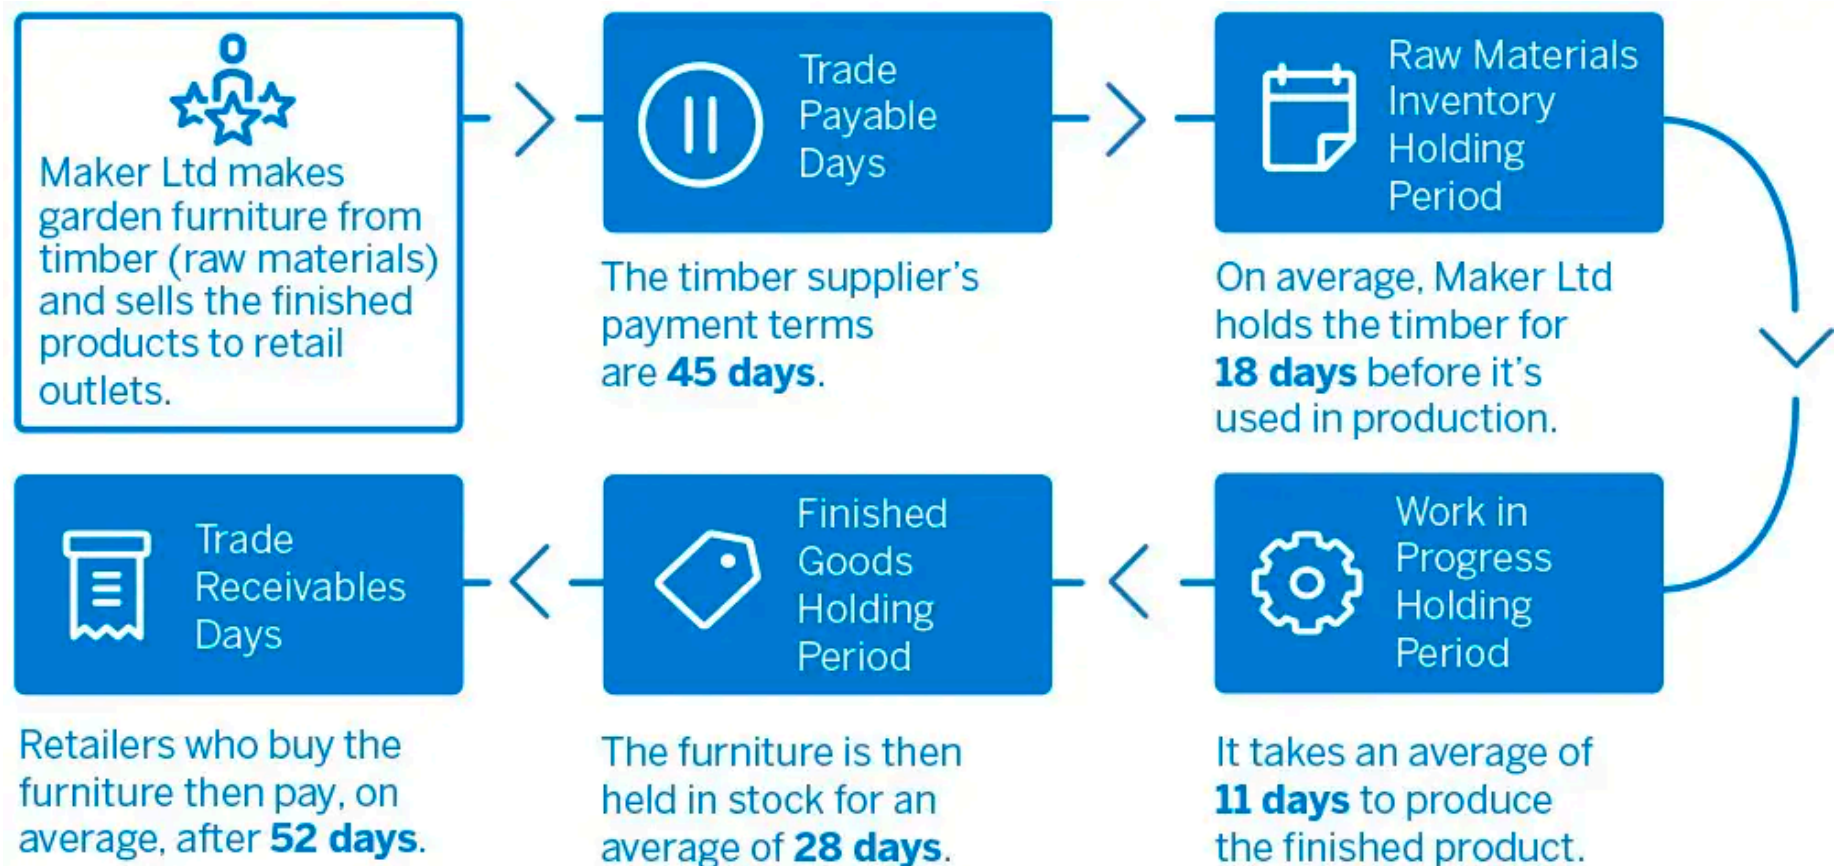 Maker Ltd makes
garden furniture from
timber (raw materials)
and sells the finished
products to retail
outlets.
Trade
Payable
Days
The timber supplier’s
payment terms
are 45 days.
Raw Materials
Inventory
Holding
Period
On average, Maker Ltd
holds the timber for
18 days before it’s
used in production.
Work in
Progress
Holding
Period
It takes an average of
11 days to produce
the finished product.
Finished
Goods
Holding
Period
The furniture is then
held in stock for an
average of 28 days.
Trade
Receivables
Days
Retailers who buy the
furniture then pay, on
average, after 52 days.